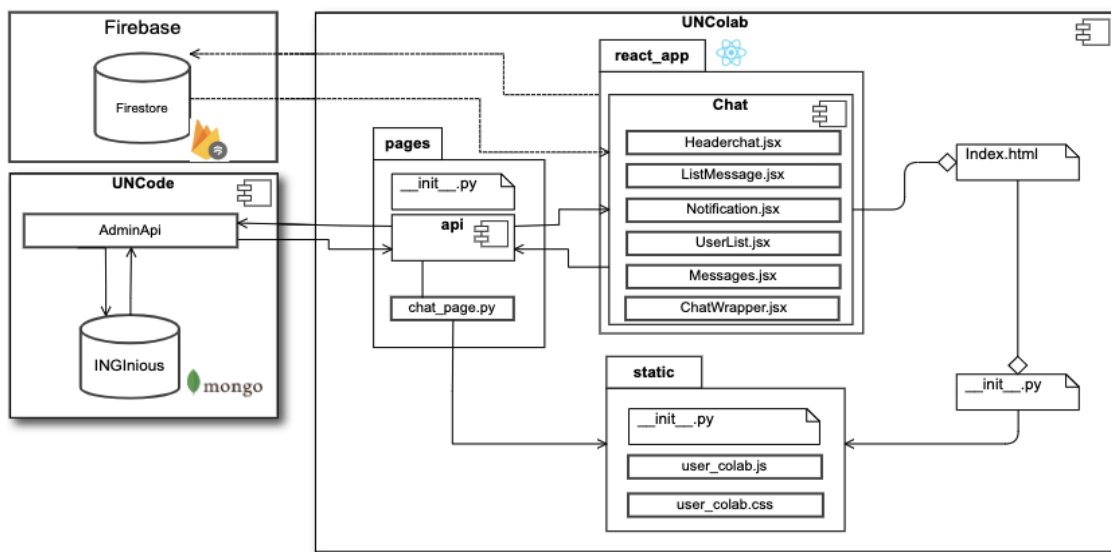 Firebase
Firestore
UNCode
AdminApi
INGInious
mongo
UNColab
react_app
Chat
Headerchat.jsx
ListMessage.jsx
Notification.jsx
UserList.jsx
Messages.jsx
ChatWrapper.jsx
pages
__init__.py
api
chat_page.py
static
__init__.py
user_colab.js
user_colab.css
Index.html
__init__.py